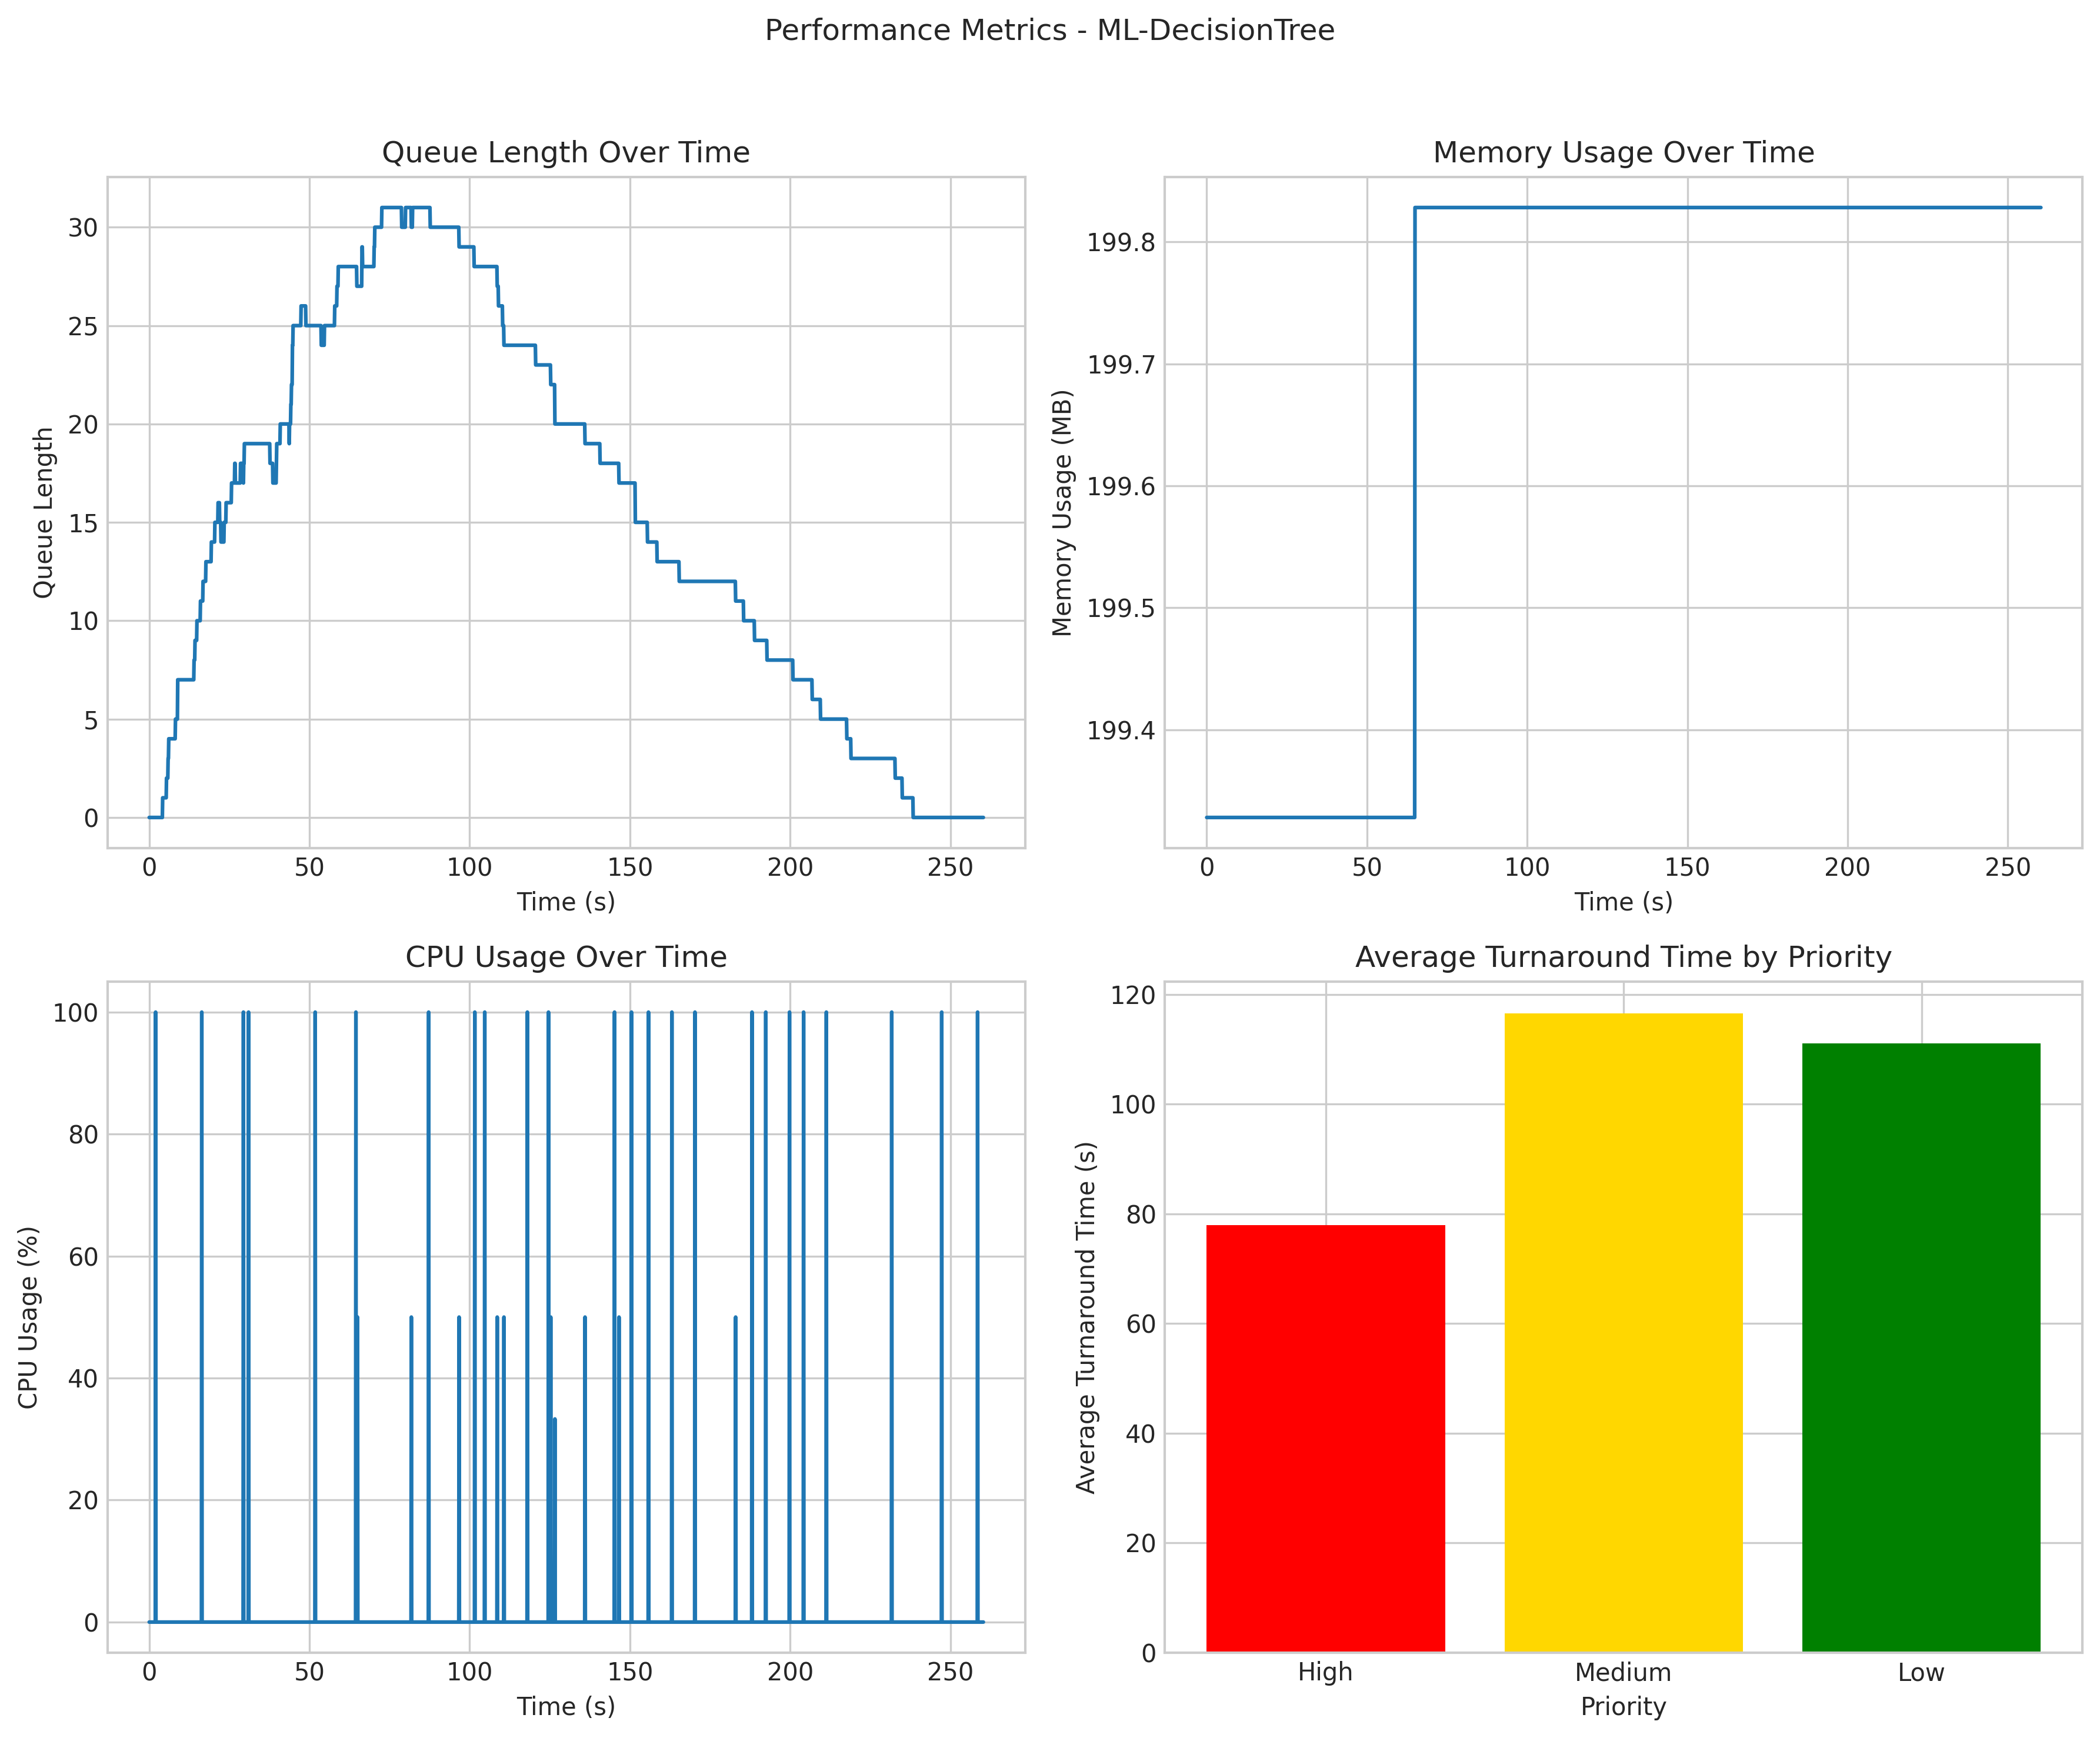 Performance Metrics - ML-DecisionTree
Queue Length Over Time
30
25
20
15
10
5
0
Queue Length
0 50 100 150 200 250
Time (s)
Memory Usage Over Time
199.8
199.7
199.6
199.5
199.4
Memory Usage (MB)
0 50 100 150 200 250
Time (s)
CPU Usage Over Time
100
80
60
40
20
0
CPU Usage (%)
0 50 100 150 200 250
Time (s)
Average Turnaround Time by Priority
120
100
80
60
40
20
0
Average Turnaround Time (s)
High Medium Low
Priority